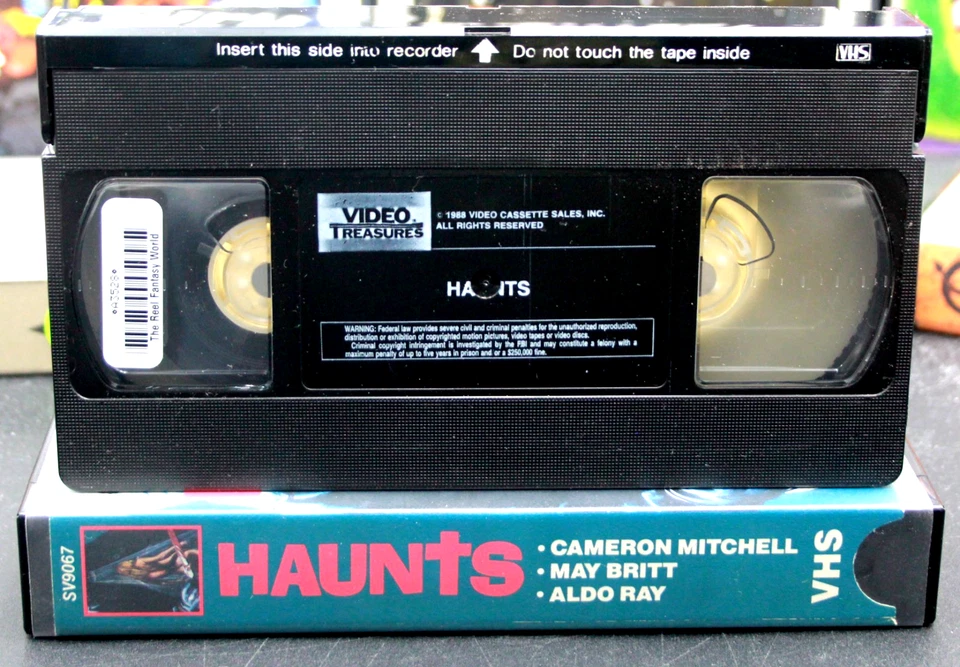 Insert this side into recorder Do not touch the tape inside VHS
VIDEO
TREASURES
© 1988 VIDEO CASSETTE SALES, INC.
ALL RIGHTS RESERVED
HAUNTS
WARNING: Federal law provides severe civil and criminal penalties for the unauthorized reproduction,
distribution or exhibition of copyrighted motion pictures, video tapes or video discs.
Criminal copyright infringement is investigated by the FBI and may constitute a felony with a
maximum penalty of up to five years in prison and or a $250,000 fine.
The Reel Fantasy World
SV9067
HAUNTS
• CAMERON MITCHELL
• MAY BRITT
• ALDO RAY
VHS